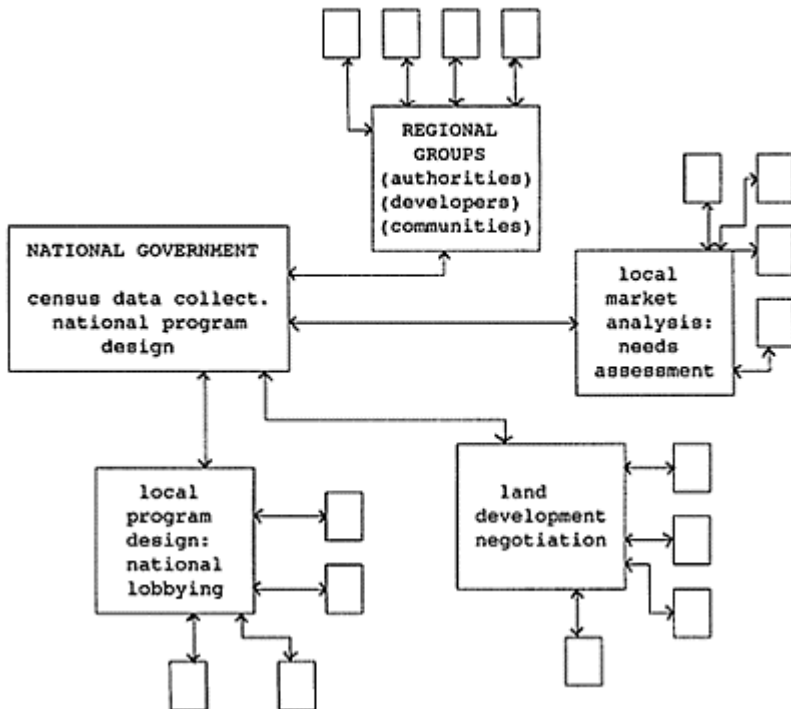 REGIONAL
GROUPS
(authorities)
(developers)
(communities)
NATIONAL GOVERNMENT
census data collect.
national program
design
local
market
analysis:
needs
assessment
local
program
design:
national
lobbying
land
development
negotiation